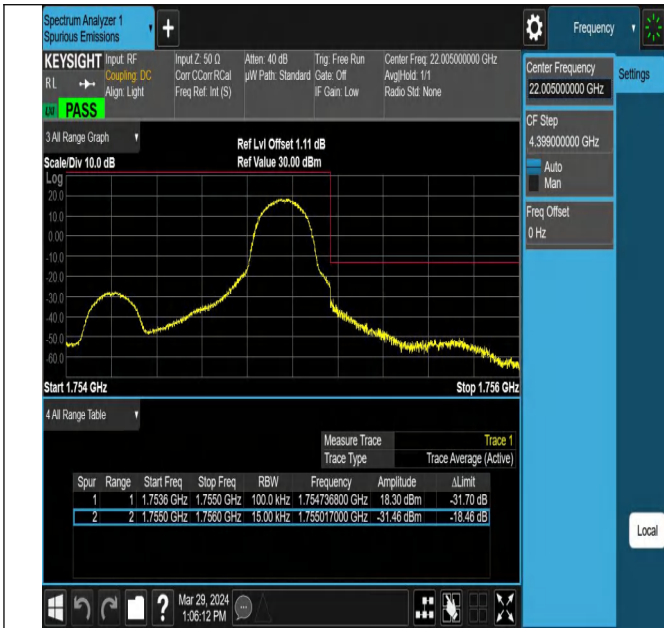 Spectrum Analyzer 1
Spurious Emissions
Frequency
KEYSIGHT
RL
PASS
Input: RF
Coupling: DC
Align: Light
Input Z: 50 Ω
Corr CCorr RCal
Freq Ref: Int (S)
Atten: 40 dB
µW Path: Standard
Trig: Free Run
Gate: Off
IF Gain: Low
Center Freq: 22.005000000 GHz
Avg|Hold: 1/1
Radio Std: None
Center Frequency
22.005000000 GHz
Settings
CF Step
4.399000000 GHz
Auto
Man
Freq Offset
0 Hz
3 All Range Graph
Scale/Div 10.0 dB
Ref Lvl Offset 1.11 dB
Ref Value 30.00 dBm
Log
20.0
10.0
0.00
-10.0
-20.0
-30.0
-40.0
-50.0
-60.0
Start 1.754 GHz
Stop 1.756 GHz
4 All Range Table
Measure Trace Trace 1
Trace Type Trace Average (Active)
Spur Range Start Freq Stop Freq RBW Frequency Amplitude ΔLimit
1 1 1.7536 GHz 1.7550 GHz 100.0 kHz 1.754736800 GHz 18.30 dBm -31.70 dB
2 2 1.7550 GHz 1.7560 GHz 15.00 kHz 1.755017000 GHz -31.46 dBm -18.46 dB
Local
?
Mar 29, 2024
1:06:12 PM